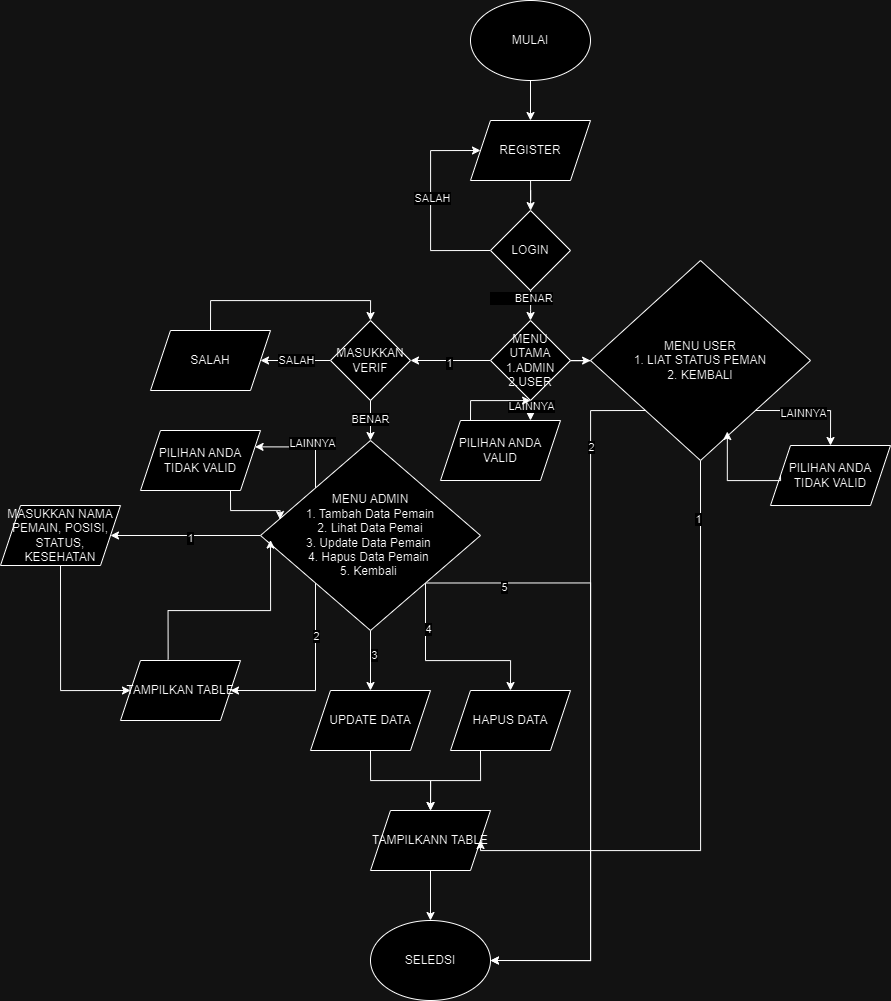 MULAI
REGISTER
SALAH
LOGIN
BENAR
MENU
UTAMA
1.ADMIN
2.USER
1
MASUKKAN
VERIF
SALAH
SALAH
MENU USER
1. LIAT STATUS PEMAN
2. KEMBALI
LAINNYA
PILIHAN ANDA
VALID
LAINNYA
PILIHAN ANDA
TIDAK VALID
2
1
BENAR
LAINNYA
PILIHAN ANDA
TIDAK VALID
MENU ADMIN
1. Tambah Data Pemain
2. Lihat Data Pemai
3. Update Data Pemain
4. Hapus Data Pemain
5. Kembali
1
MASUKKAN NAMA
PEMAIN, POSISI,
STATUS,
KESEHATAN
2
3
4
5
TAMPILKAN TABLE
UPDATE DATA
HAPUS DATA
TAMPILKANN TABLE
SELEDSI